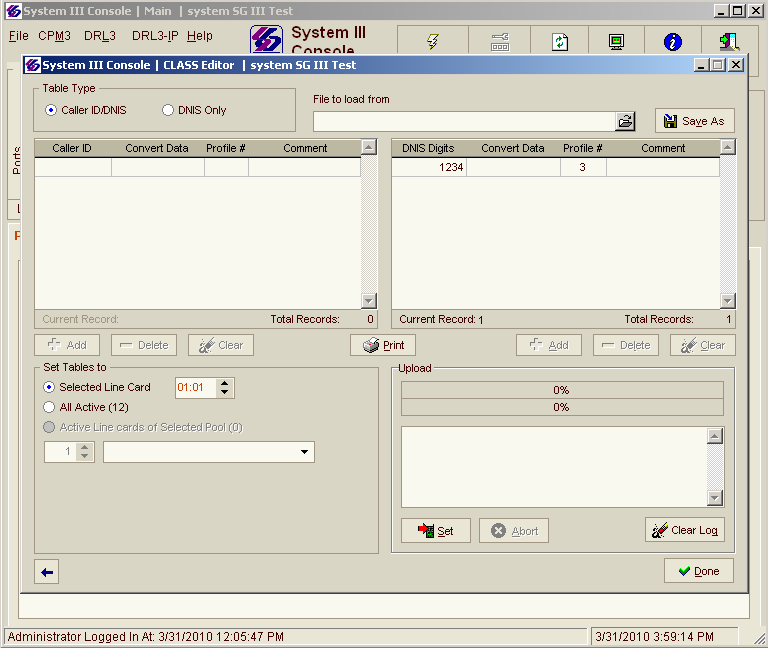 System III Console | Main | system SG III Test
File CPM3 DRL3 DRL3-IP Help
System III
Console
System III Console | CLASS Editor | system SG III Test
Table Type
Caller ID/DNIS
DNIS Only
File to load from
Save As
Ports
Caller ID Convert Data Profile # Comment
DNIS Digits Convert Data Profile # Comment
1234 3
Current Record: Total Records: 0
Current Record: 1 Total Records: 1
Add Delete Clear Print Add Delete Clear
Set Tables to
Selected Line Card 01:01
All Active (12)
Active Line cards of Selected Pool (0)
1
Upload
0%
0%
Set Abort Clear Log
Done
Administrator Logged In At: 3/31/2010 12:05:47 PM
3/31/2010 3:59:14 PM